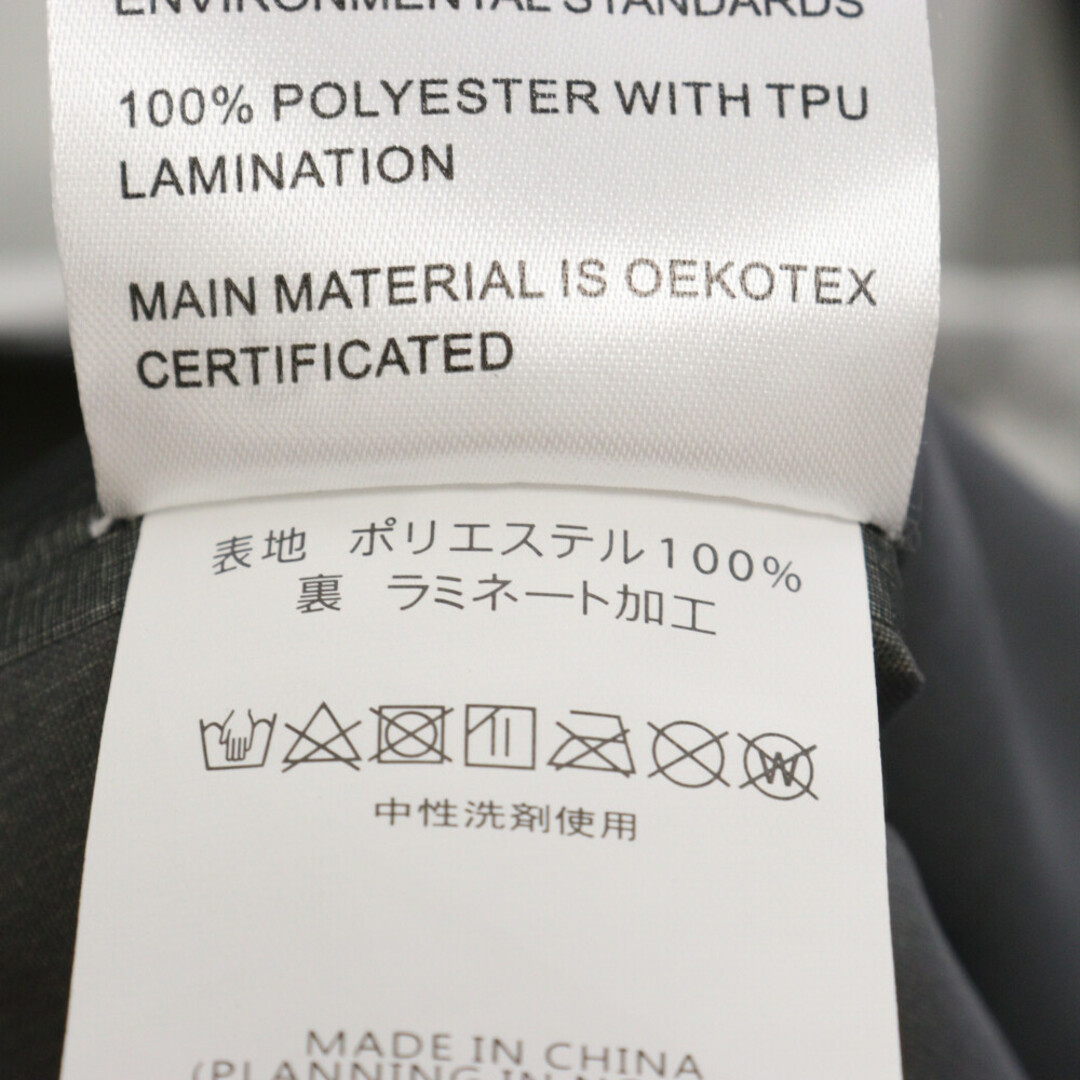 ENVIRONMENTAL STANDARDS
100% POLYESTER WITH TPU
LAMINATION
MAIN MATERIAL IS OEKOTEX
CERTIFICATED
表地 ポリエステル100%
裏 ラミネート加工
W
中性洗剤使用
MADE IN CHINA
(PLANNING IN